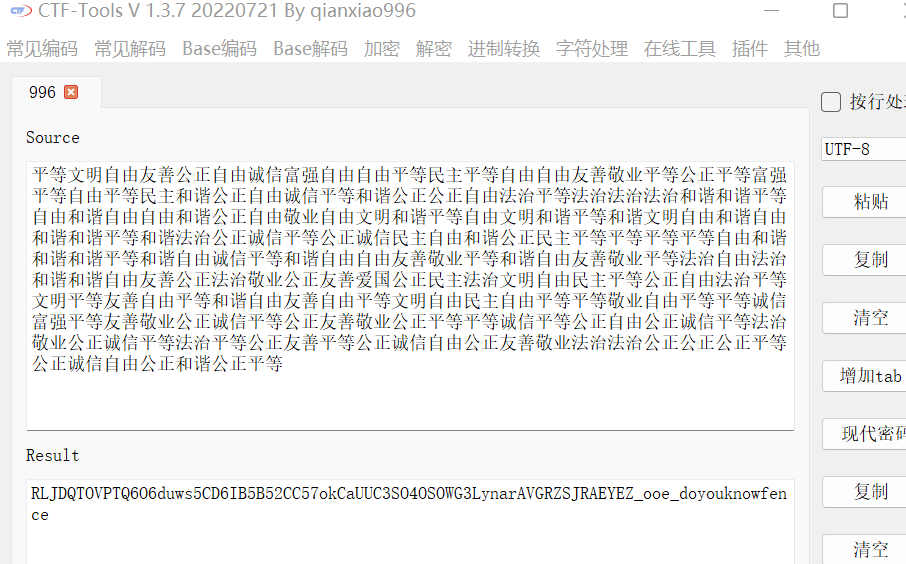 CTF-Tools V 1.3.7 20220721 By qianxiao996
常见编码 常见解码 Base编码 Base解码 加密 解密 进制转换 字符处理 在线工具 插件 其他
996
按行处
Source
UTF-8
平等文明自由友善公正自由诚信富强自由自由平等民主平等自由自由友善敬业平等公正平等富强
平等自由平等民主和谐公正自由诚信平等和谐公正公正自由法治平等法治法治法治和谐和谐平等
自由和谐自由自由和谐公正自由敬业自由文明和谐平等自由文明和谐平等和谐文明自由和谐自由
和谐和谐平等和谐法治公正诚信平等公正诚信民主自由和谐公正民主平等平等平等平等自由和谐
和谐和谐平等和谐自由诚信平等和谐自由自由友善敬业平等和谐自由友善敬业平等法治自由法治
和谐和谐自由友善公正法治敬业公正友善爱国公正民主法治文明自由民主平等公正自由法治平等
文明平等友善自由平等和谐自由友善自由平等文明自由民主自由平等平等敬业自由平等平等诚信
富强平等友善敬业公正诚信平等公正友善敬业公正平等平等诚信平等公正自由公正诚信平等法治
敬业公正诚信平等法治平等公正友善平等公正诚信自由公正友善敬业法治法治公正公正公正平等
公正诚信自由公正和谐公正平等
粘贴
复制
清空
增加tab
现代密码
Result
RLJDQTOVPTQ6O6duws5CD6IB5B52CC57okCaUUC3SO4OSOWG3LynarAVGRZSJRAEYEZ_ooe_doyouknowfen
ce
复制
清空